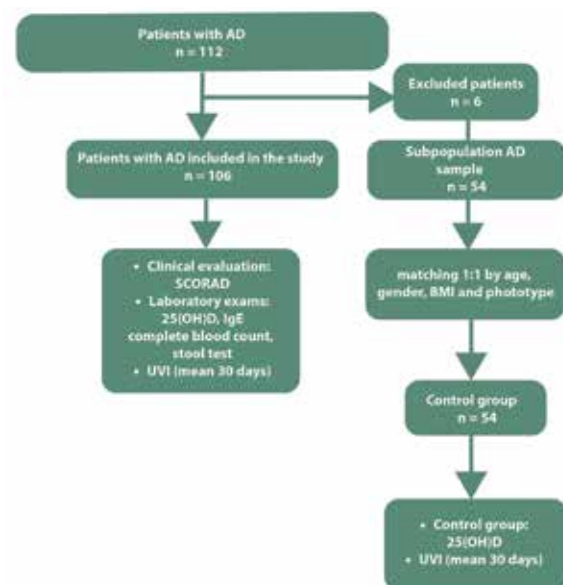 Patients with AD
n = 112
Excluded patients
n = 6
Patients with AD included in the study
n = 106
Subpopulation AD
sample
n = 54
• Clinical evaluation:
SCORAD
• Laboratory exams:
25(OH)D, IgE
complete blood count,
stool test
• UVI (mean 30 days)
matching 1:1 by age,
gender, BMI and phototype
Control group
n = 54
• Control group:
25(OH)D
• UVI (mean 30 days)